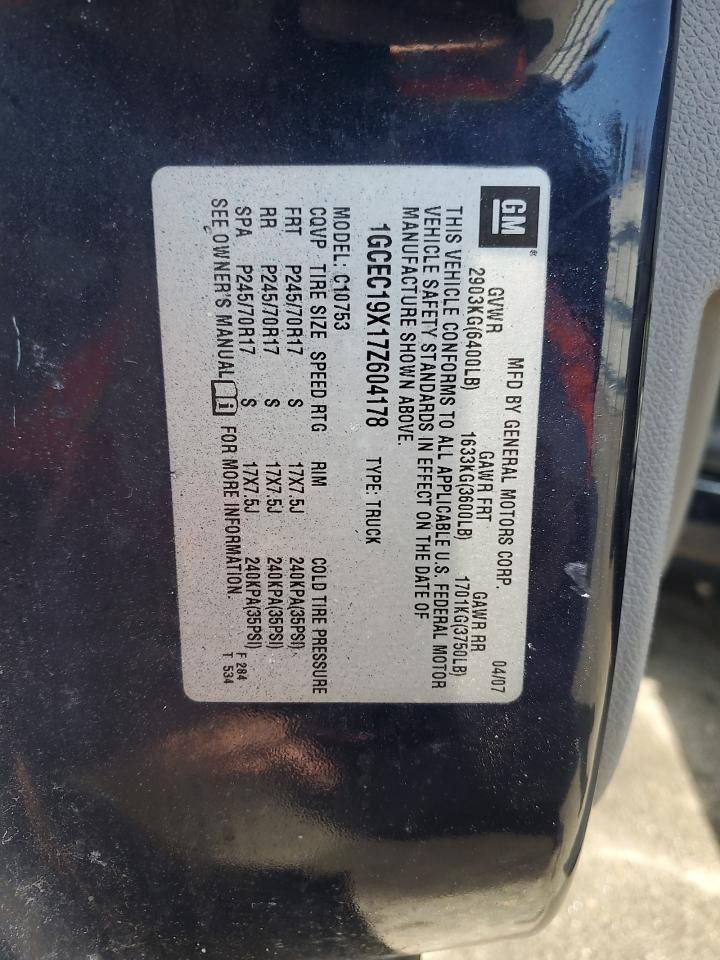 GM®
MFD BY GENERAL MOTORS CORP. 04/07
GVWR GAWR FRT GAWR RR
2903KG(6400LB) 1633KG(3600LB) 1701KG(3750LB)
THIS VEHICLE CONFORMS TO ALL APPLICABLE U.S. FEDERAL MOTOR
VEHICLE SAFETY STANDARDS IN EFFECT ON THE DATE OF
MANUFACTURE SHOWN ABOVE.
1GCEC19X17Z604178 TYPE: TRUCK
MODEL: C10753
CQVP TIRE SIZE SPEED RTG RIM COLD TIRE PRESSURE
FRT P245/70R17 S 17X7.5J 240KPA(35PSI)
RR P245/70R17 S 17X7.5J 240KPA(35PSI)
SPA P245/70R17 S 17X7.5J 240KPA(35PSI)
SEE OWNER'S MANUAL i FOR MORE INFORMATION.
F 284
T 534